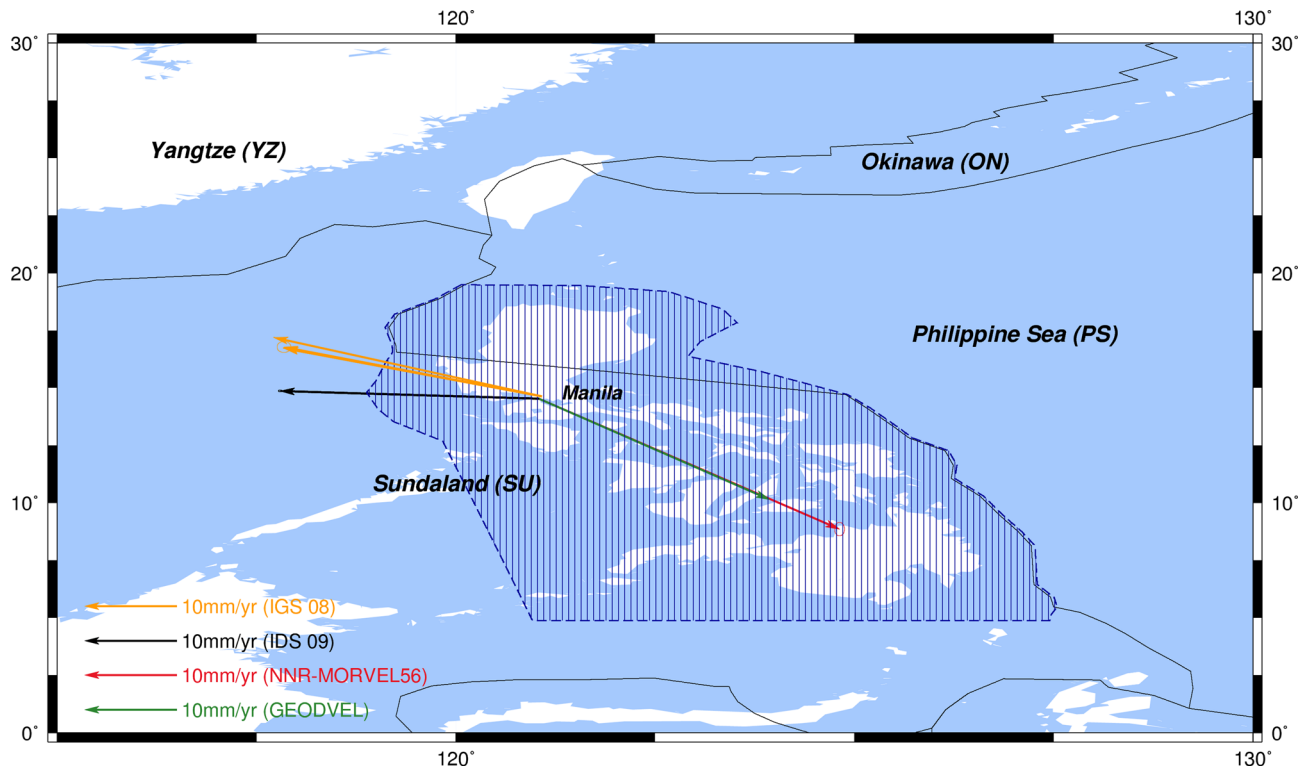 120˚ 130˚
30˚ 30˚
Yangtze (YZ)
Okinawa (ON)
20˚ 20˚
Philippine Sea (PS)
Manila
Sundaland (SU)
10˚ 10˚
10mm/yr (IGS 08)
10mm/yr (IDS 09)
10mm/yr (NNR-MORVEL56)
10mm/yr (GEODVEL)
0˚ 0˚
120˚ 130˚